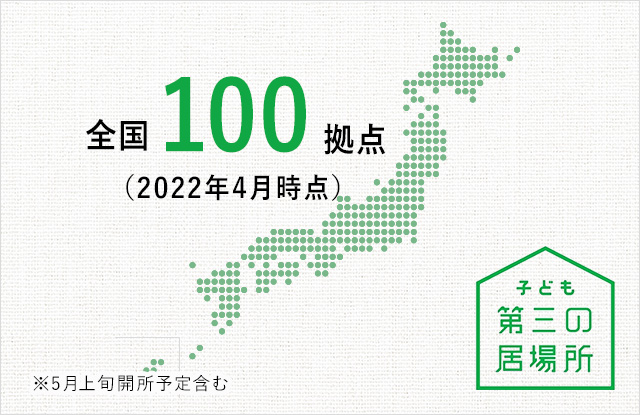 全国 100 拠点
（2022年4月時点）
子ども
第三の
居場所
※5月上旬開所予定含む